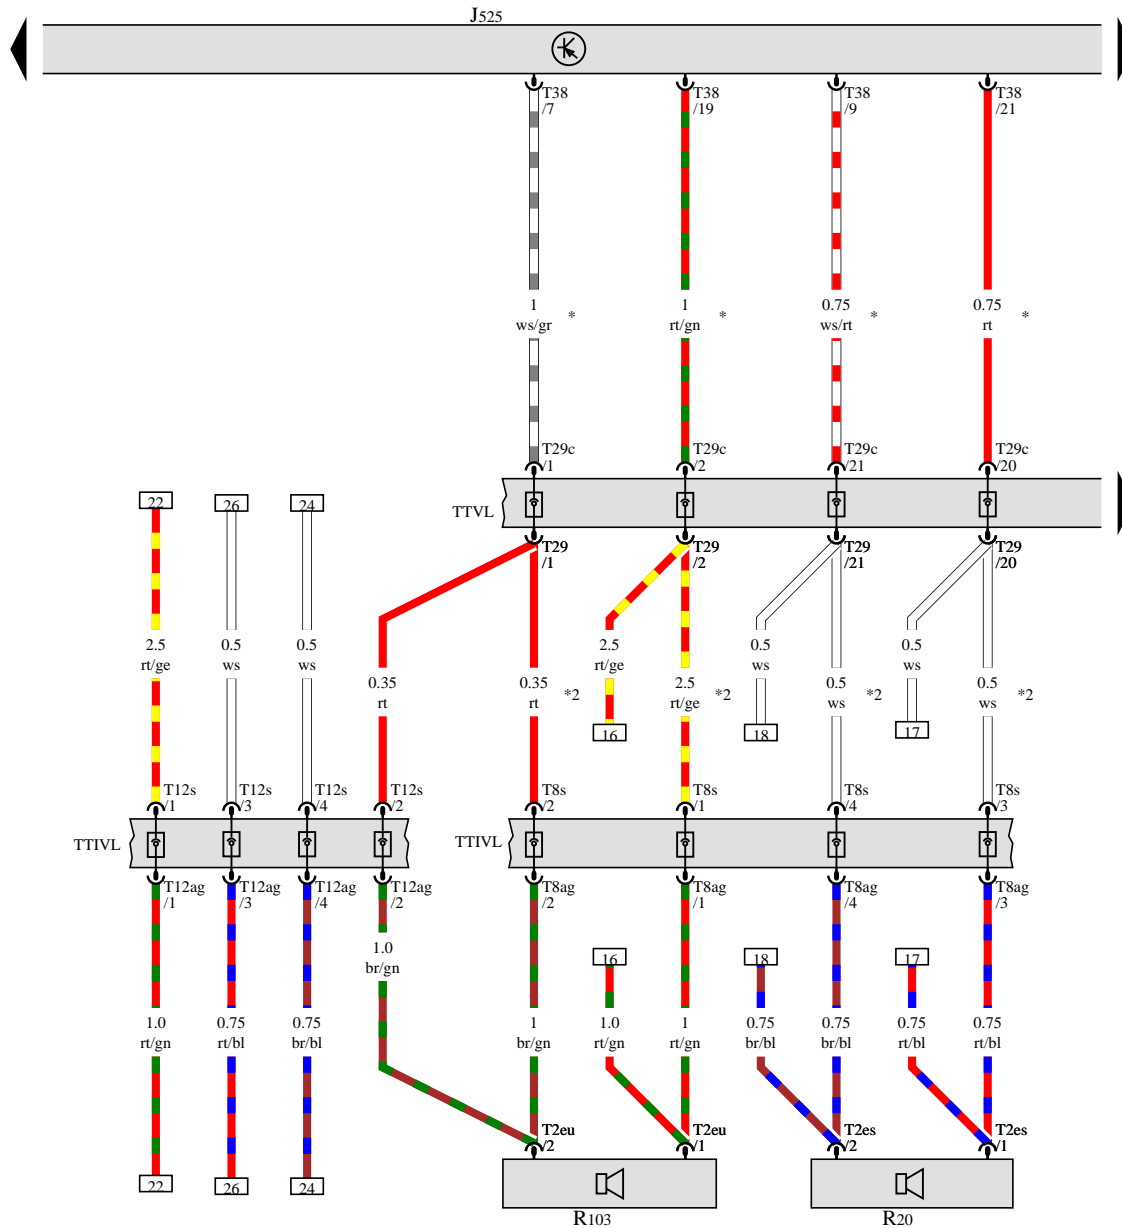 J525
T38 T38 T38 T38
/7 /19 /9 /21
1 1 0.75 0.75
ws/gr * rt/gn * ws/rt * rt *
T29c T29c T29c T29c
/1 /2 /21 /20
22 26 24
TTVL
T29 T29 T29 T29
/1 /2 /21 /20
2.5 0.5 0.5 2.5 0.5 0.5
rt/ge ws ws rt/ge ws ws
0.35 0.35 2.5 0.5 0.5
rt rt *2 rt/ge *2 ws *2 ws *2
16 18 17
T12s T12s T12s T12s T8s T8s T8s T8s
/1 /3 /4 /2 /2 /1 /4 /3
TTIVL TTIVL
T12ag T12ag T12ag T12ag T8ag T8ag T8ag T8ag
/1 /3 /4 /2 /2 /1 /4 /3
1.0
br/gn
16 18 17
1.0 0.75 0.75 1 1.0 1 0.75 0.75 0.75 0.75
rt/gn rt/bl br/bl br/gn rt/gn rt/gn br/bl br/bl rt/bl rt/bl
T2eu T2eu T2es T2es
/2 /1 /2 /1
22 26 24
R103 R20